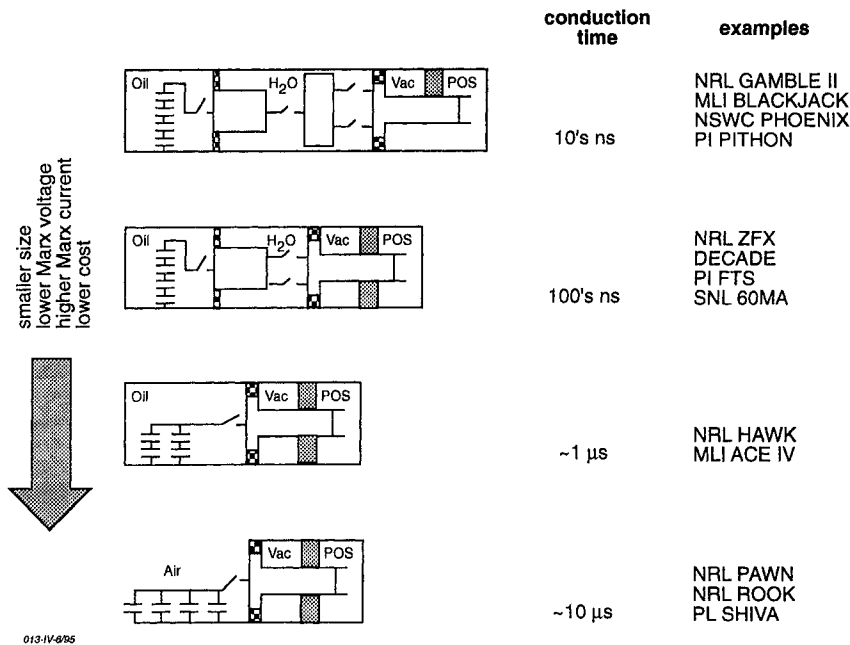 conduction
time
examples
Oil
H2O
Vac
POS
10's ns
NRL GAMBLE II
MLI BLACKJACK
NSWC PHOENIX
PI PITHON
smaller size
lower Marx voltage
higher Marx current
lower cost
Oil
H2O
Vac
POS
100's ns
NRL ZFX
DECADE
PI FTS
SNL 60MA
Oil
Vac
POS
~1 µs
NRL HAWK
MLI ACE IV
Air
Vac
POS
~10 µs
NRL PAWN
NRL ROOK
PL SHIVA
013-IV-6/95